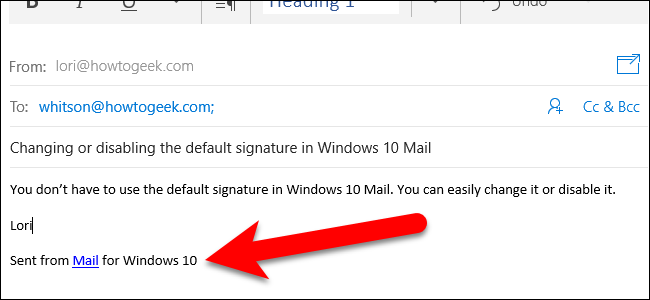 B I U ¶ Heading 1 Undo
From: lori@howtogeek.com
To: whitson@howtogeek.com; Cc & Bcc
Changing or disabling the default signature in Windows 10 Mail
You don't have to use the default signature in Windows 10 Mail. You can easily change it or disable it.
Lori
Sent from Mail for Windows 10